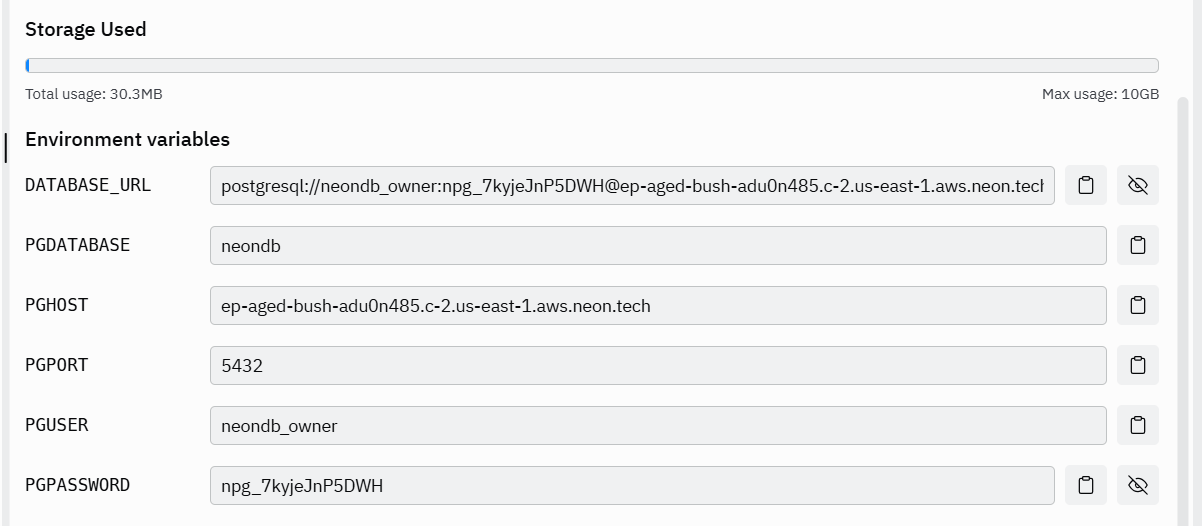 Storage Used
Total usage: 30.3MB Max usage: 10GB
Environment variables
DATABASE_URL postgresql://neondb_owner:npg_7kyjeJnP5DWH@ep-aged-bush-adu0n485.c-2.us-east-1.aws.neon.tech
PGDATABASE neondb
PGHOST ep-aged-bush-adu0n485.c-2.us-east-1.aws.neon.tech
PGPORT 5432
PGUSER neondb_owner
PGPASSWORD npg_7kyjeJnP5DWH